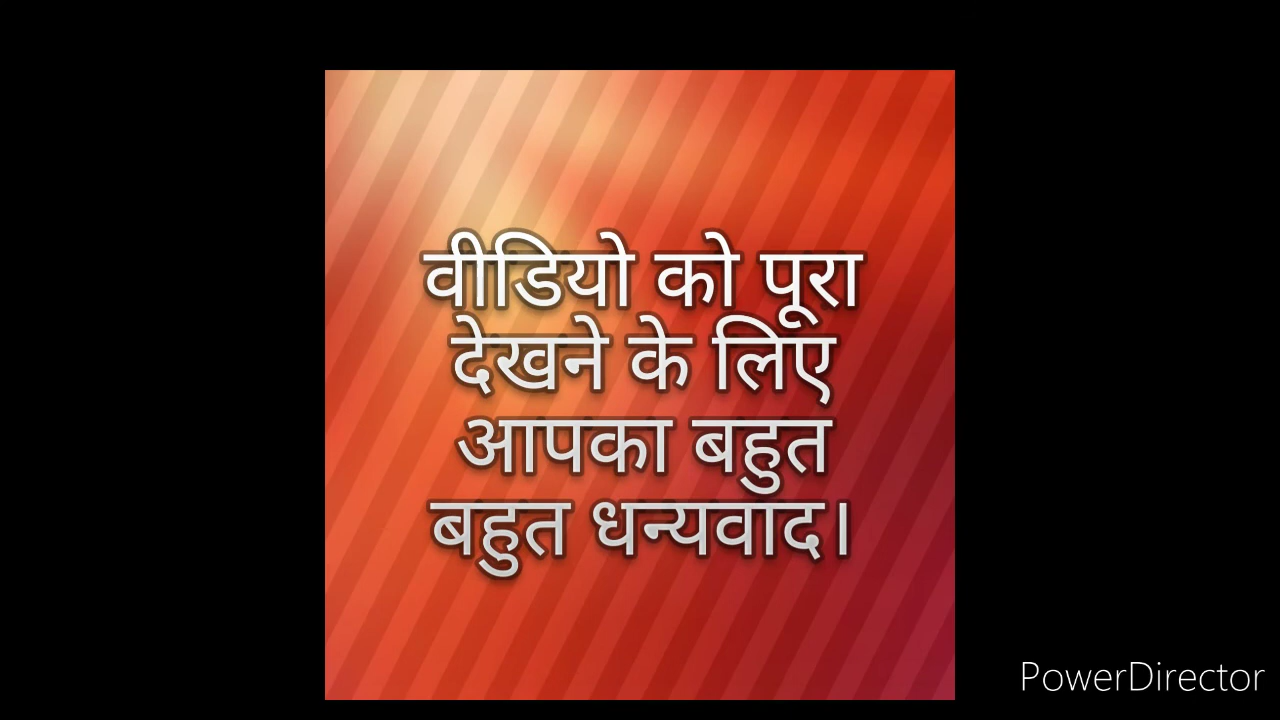 वीडियो को पूरा
देखने के लिए
आपका बहुत
बहुत धन्यवाद।
PowerDirector